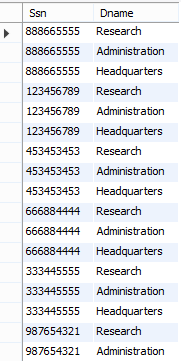 Ssn Dname
888665555 Research
888665555 Administration
888665555 Headquarters
123456789 Research
123456789 Administration
123456789 Headquarters
453453453 Research
453453453 Administration
453453453 Headquarters
666884444 Research
666884444 Administration
666884444 Headquarters
333445555 Research
333445555 Administration
333445555 Headquarters
987654321 Research
987654321 Administration